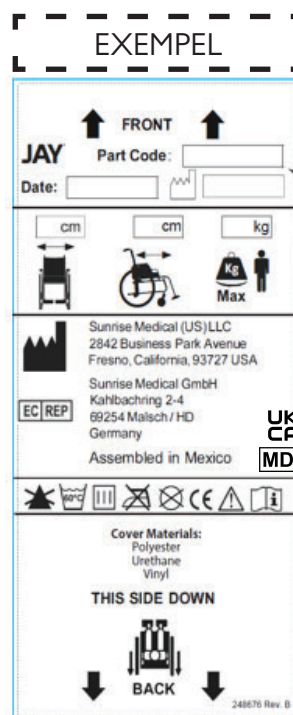 EXEMPEL
FRONT
JAY Part Code:
Date:
cm cm kg
Kg
Max
Sunrise Medical (US)LLC
2842 Business Park Avenue
Fresno, California, 93727 USA
Sunrise Medical GmbH
Kahlbachring 2-4
EC REP
69254 Malsch / HD
Germany
UK
CA
Assembled in Mexico
MD
60°C
CE
i
Cover Materials:
Polyester
Urethane
Vinyl
THIS SIDE DOWN
BACK
248676 Rev. B